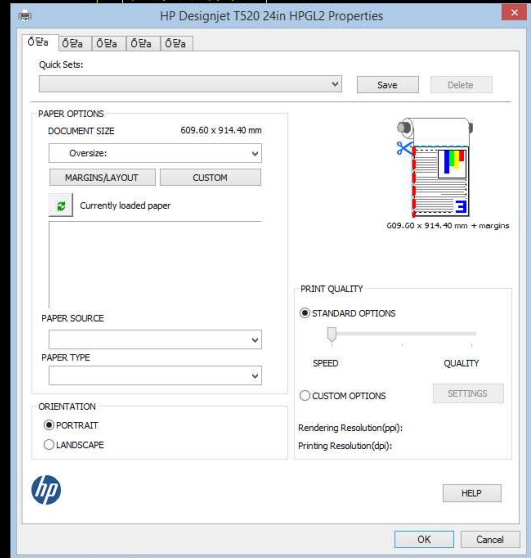 HP Designjet T520 24in HPGL2 Properties
Quick Sets:
Save
Delete
PAPER OPTIONS
DOCUMENT SIZE 609.60 x 914.40 mm
Oversize:
MARGINS/LAYOUT CUSTOM
Currently loaded paper
609.60 x 914.40 mm + margins
PAPER SOURCE
PAPER TYPE
PRINT QUALITY
STANDARD OPTIONS
SPEED QUALITY
CUSTOM OPTIONS SETTINGS
Rendering Resolution(ppi):
Printing Resolution(dpi):
ORIENTATION
PORTRAIT
LANDSCAPE
hp
HELP
OK Cancel